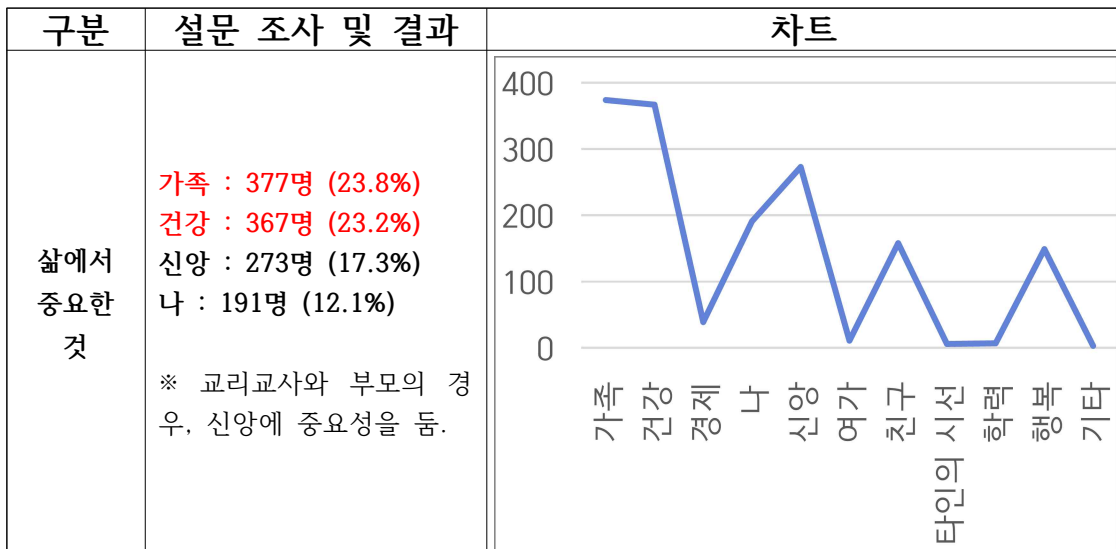 구분
설문 조사 및 결과
차트
삶에서
중요한
것
가족 : 377명 (23.8%)
건강 : 367명 (23.2%)
신앙 : 273명 (17.3%)
나 : 191명 (12.1%)
※ 교리교사와 부모의 경
우, 신앙에 중요성을 둠.
400
300
200
100
0
가족
건강
경제
나
신앙
여가
친구
타인의 시선
학력
행복
기타